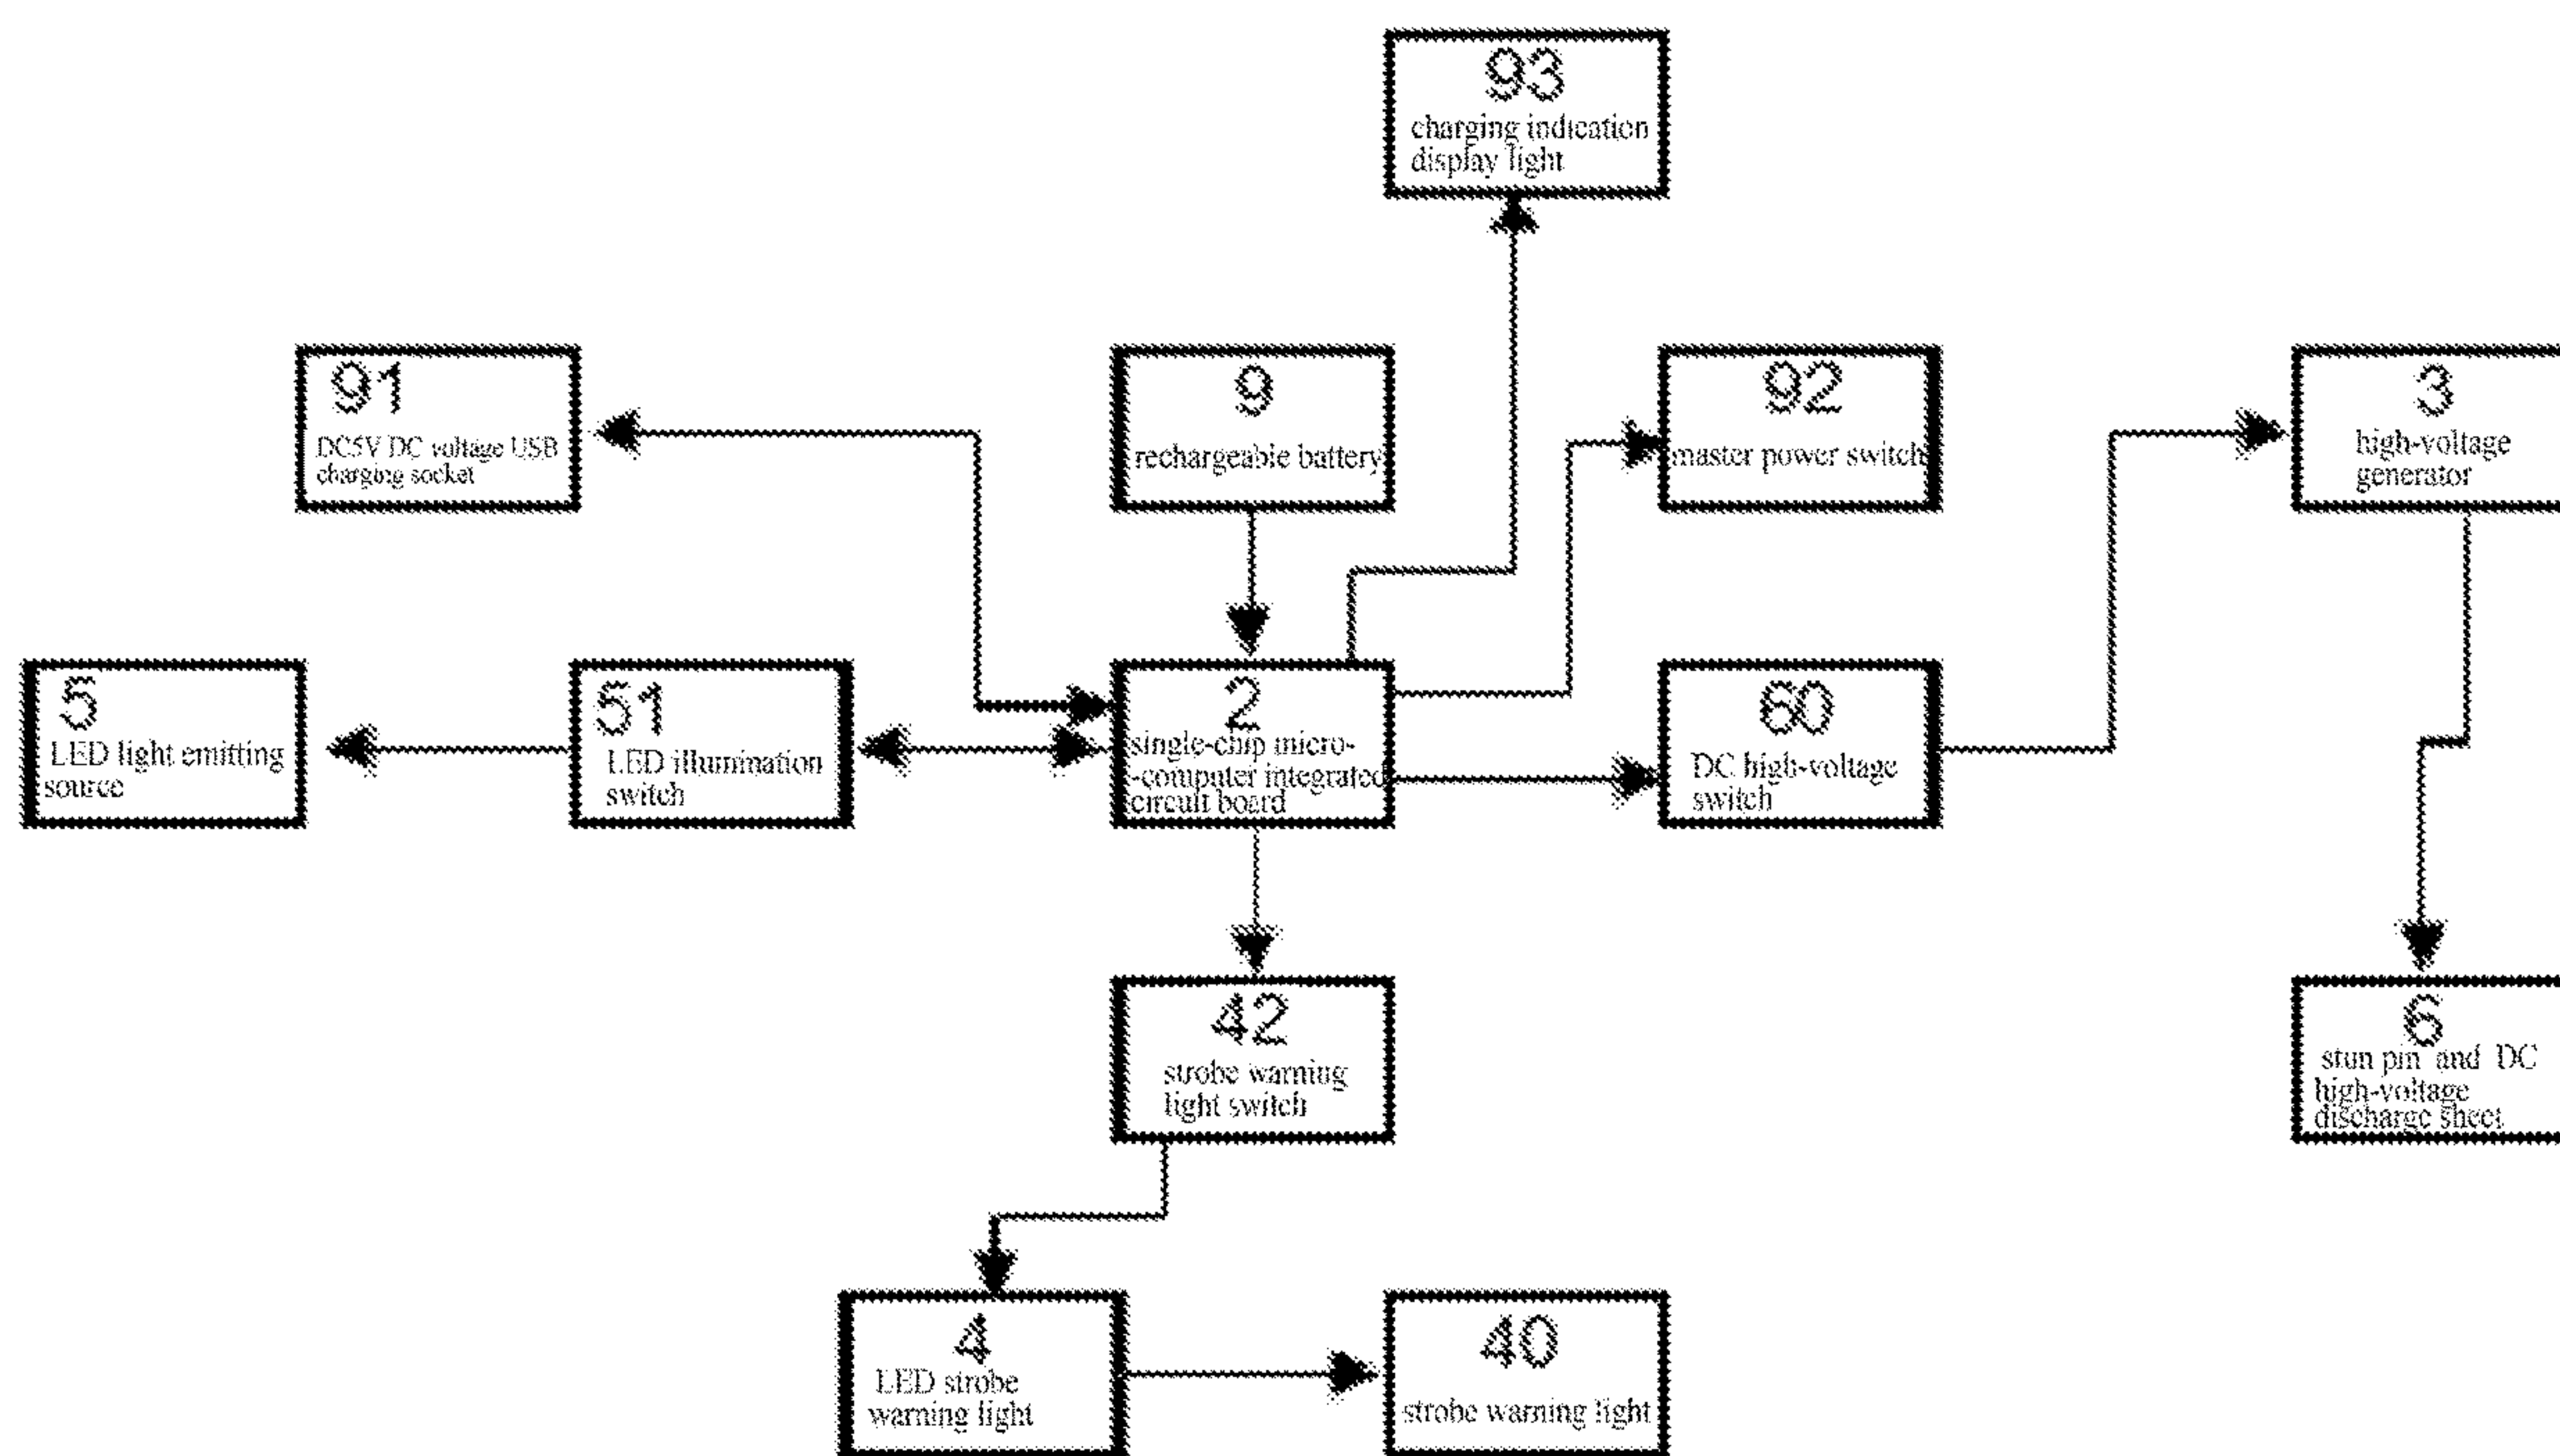 93
charging indication
display light
91
DC5V DC voltage USB
charging socket
9
rechargeable battery
92
master power switch
3
high-voltage
generator
5
LED light emitting
source
51
LED illumination
switch
2
single-chip micro-
-computer integrated
circuit board
60
DC high-voltage
switch
42
strobe warning
light switch
6
stun pin and DC
high-voltage
discharge sheet
4
LED strobe
warning light
40
strobe warning light